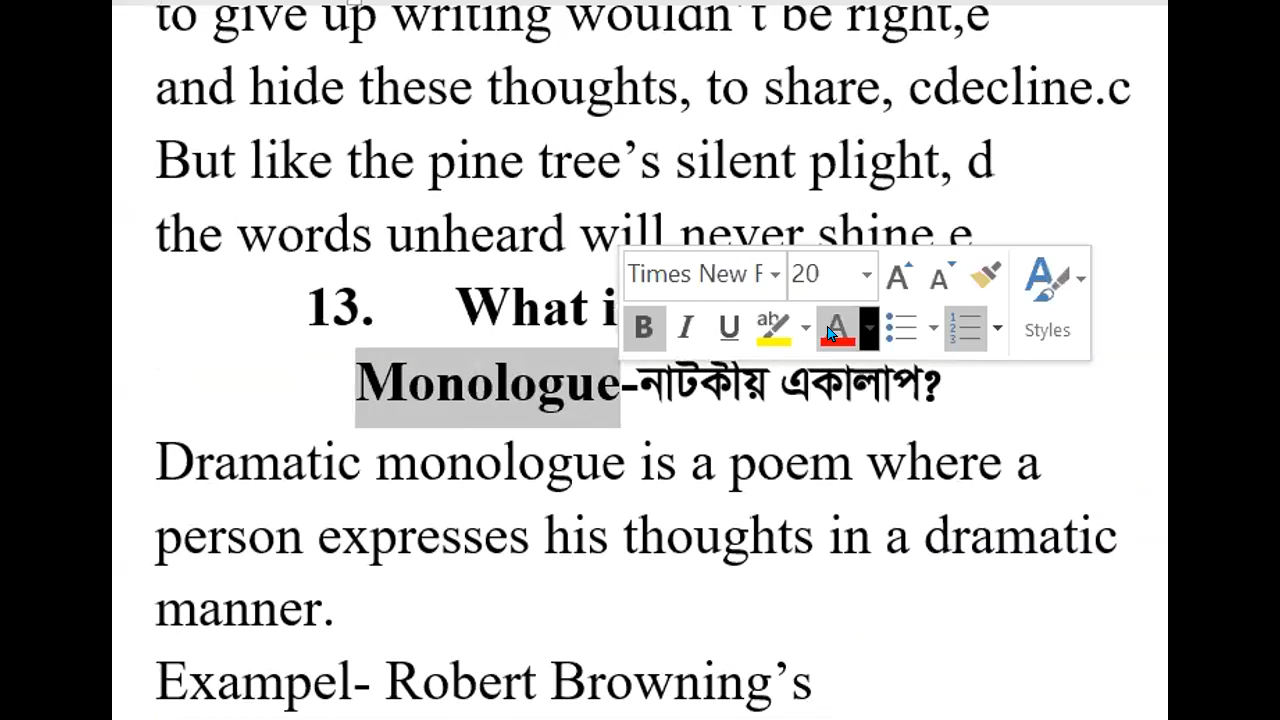 to give up writing wouldn’t be right,e
and hide these thoughts, to share, cdecline.c
But like the pine tree’s silent plight, d
the words unheard will never shine e
Times New F 20
13. What i
Styles
Monologue-নাটকীয় একালাপ?
Dramatic monologue is a poem where a
person expresses his thoughts in a dramatic
manner.
Exampel- Robert Browning’s